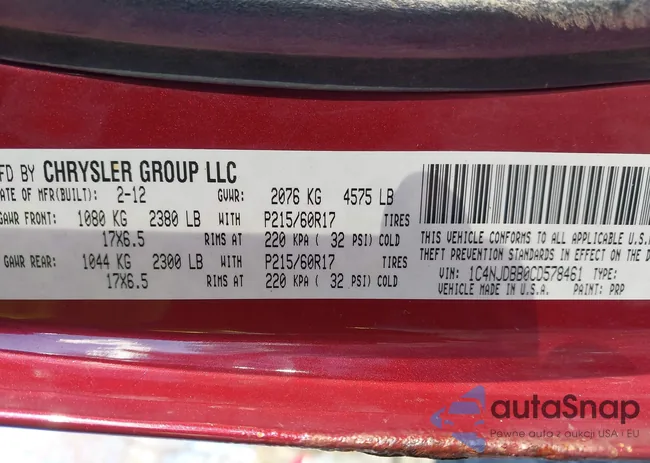 FD BY CHRYSLER GROUP LLC
ATE OF MFR(BUILT): 2-12 GVWR: 2076 KG 4575 LB
GAWR FRONT: 1080 KG 2380 LB WITH P215/60R17 TIRES
17X6.5 RIMS AT 220 KPA ( 32 PSI) COLD
GAWR REAR: 1044 KG 2300 LB WITH P215/60R17 TIRES
17X6.5 RIMS AT 220 KPA ( 32 PSI) COLD
THIS VEHICLE CONFORMS TO ALL APPLICABLE U.S.
THEFT PREVENTION STANDARDS IN EFFECT ON THE D
VIN: 1C4NJDBB0CD578461 TYPE:
VEHICLE MADE IN U.S.A. PAINT: PRP
autaSnap
Pewne auta z aukcji USA i EU